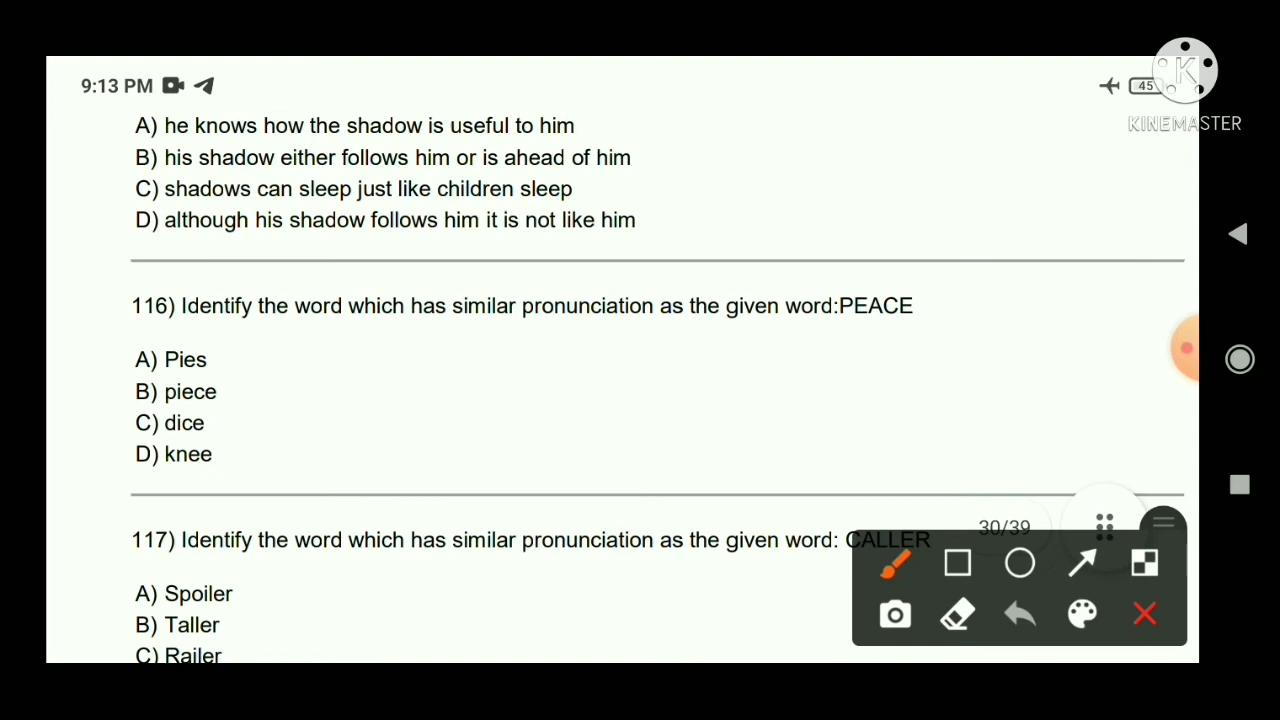 9:13 PM
45
KINEMASTER
A) he knows how the shadow is useful to him
B) his shadow either follows him or is ahead of him
C) shadows can sleep just like children sleep
D) although his shadow follows him it is not like him
116) Identify the word which has similar pronunciation as the given word:PEACE
A) Pies
B) piece
C) dice
D) knee
30/39
117) Identify the word which has similar pronunciation as the given word: CALLER
A) Spoiler
B) Taller
C) Railer